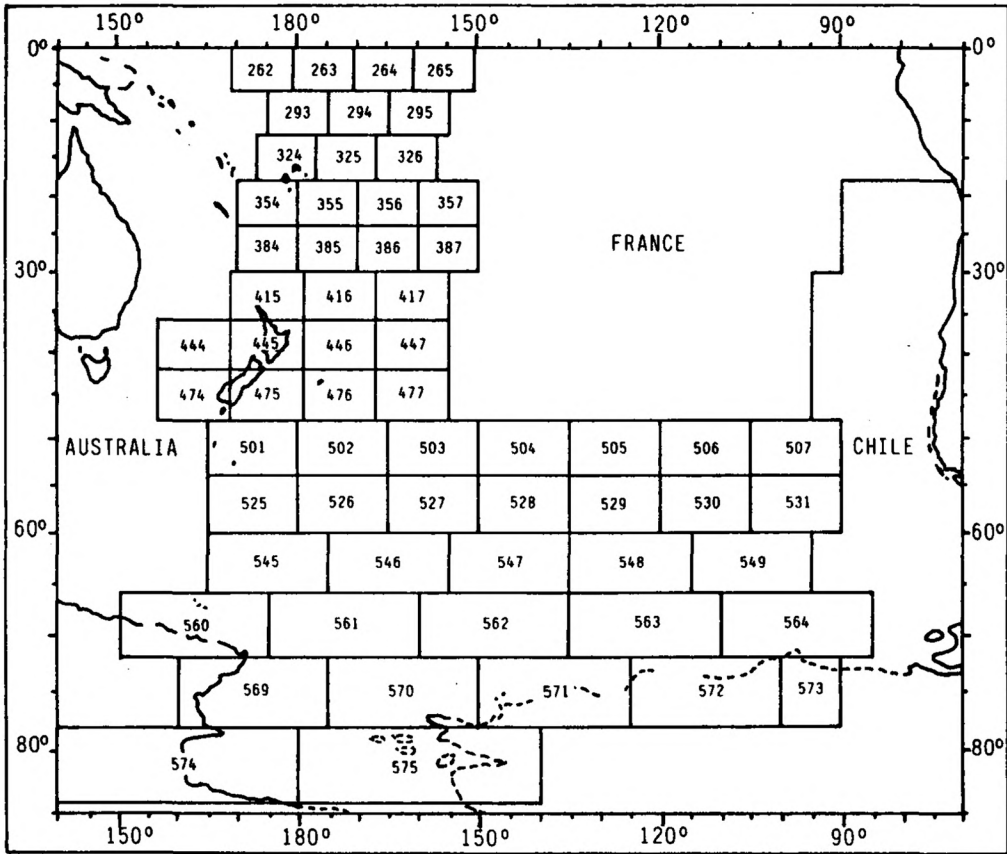 150° 180° 150° 120° 90°
0° 0°
262 263 264 265
293 294 295
324 325 326
354 355 356 357
FRANCE
384 385 386 387
30° 30°
415 416 417
444 445 446 447
474 475 476 477
AUSTRALIA 501 502 503 504 505 506 507 CHILE
525 526 527 528 529 530 531
60° 60°
545 546 547 548 549
560 561 562 563 564
569 570 571 572 573
80° 574 575 80°
150° 180° 150° 120° 90°